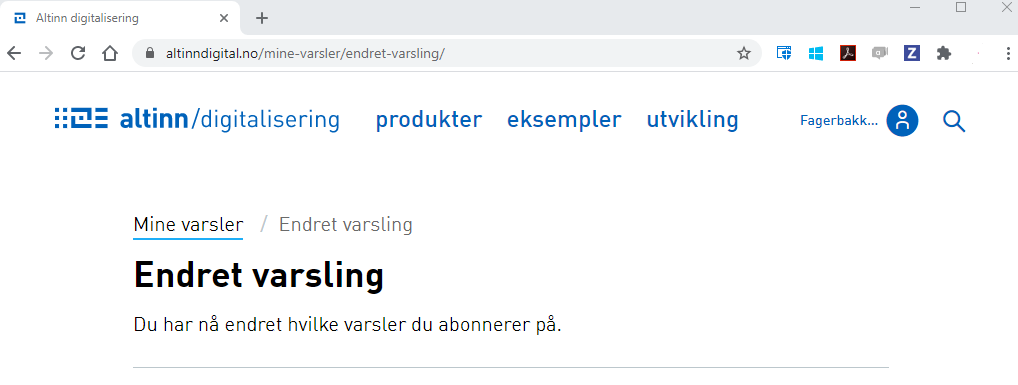 Altinn digitalisering
altinndigital.no/mine-varsler/endret-varsling/
altinn/digitalisering produkter eksempler utvikling Fagerbakk...
Mine varsler / Endret varsling
Endret varsling
Du har nå endret hvilke varsler du abonnerer på.